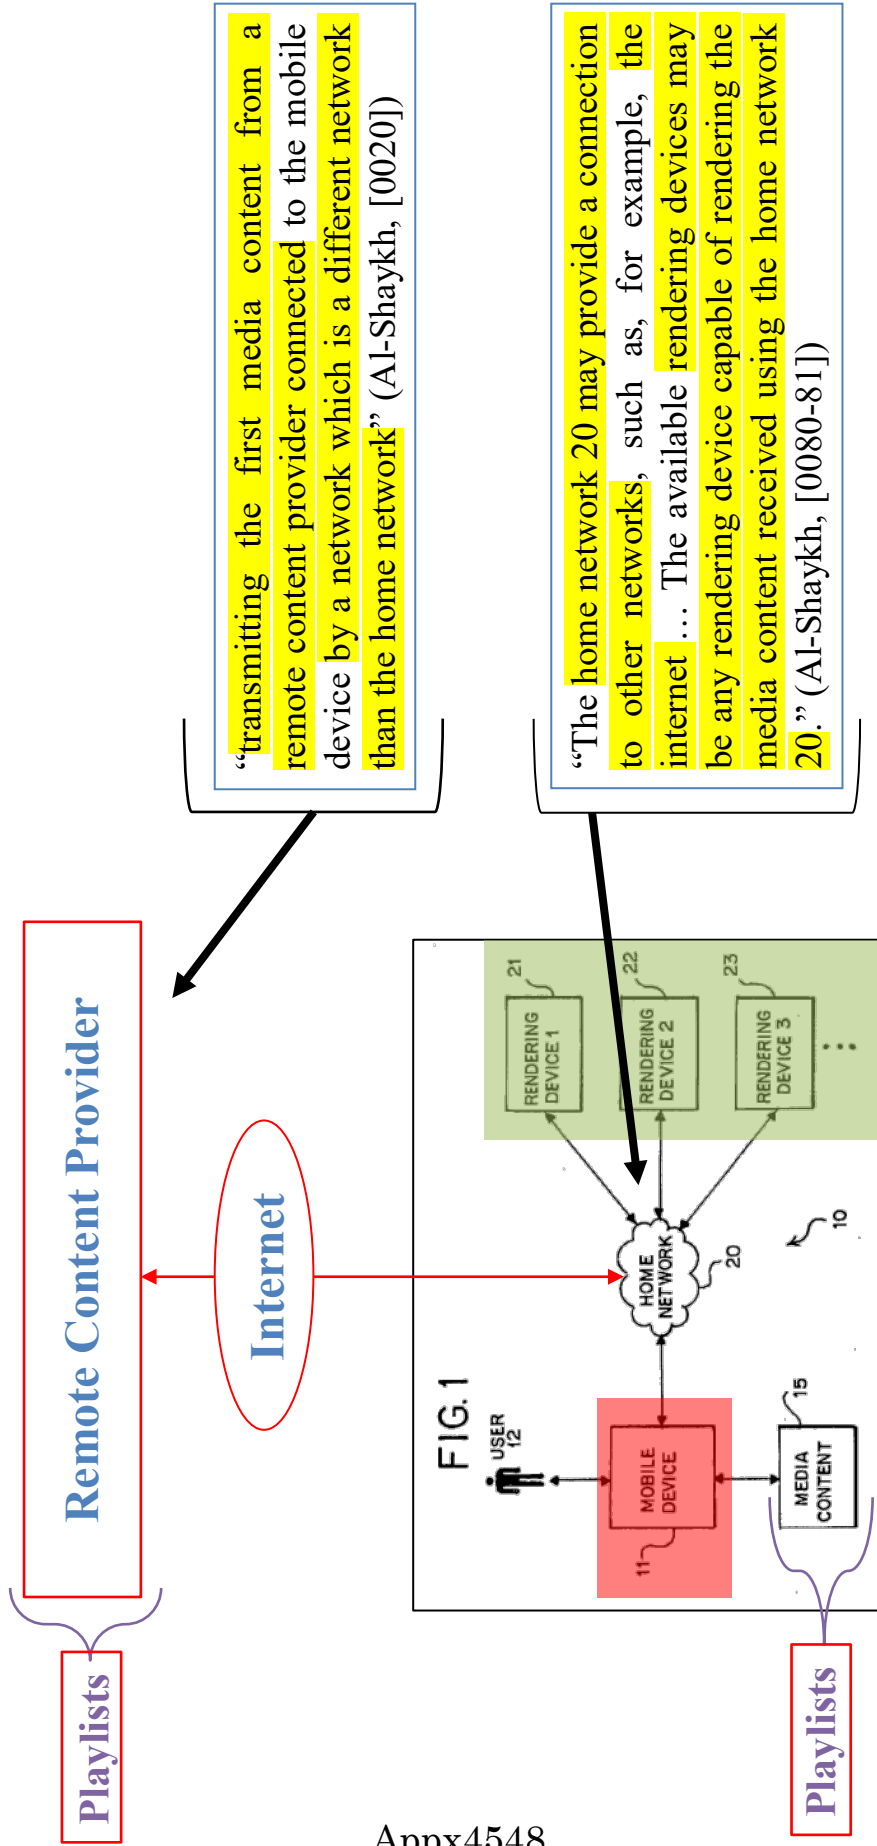 Playlists
Remote Content Provider
Internet
“transmitting the first media content from a
remote content provider connected to the mobile
device by a network which is a different network
than the home network” (Al-Shaykh, [0020])
“The home network 20 may provide a connection
to other networks, such as, for example, the
internet … The available rendering devices may
be any rendering device capable of rendering the
media content received using the home network
20.” (Al-Shaykh, [0080-81])
FIG. 1
USER
12
MOBILE
DEVICE
11
MEDIA
CONTENT
15
HOME
NETWORK
20
RENDERING
DEVICE 1
21
RENDERING
DEVICE 2
22
RENDERING
DEVICE 3
23
10
Playlists
Appx4548